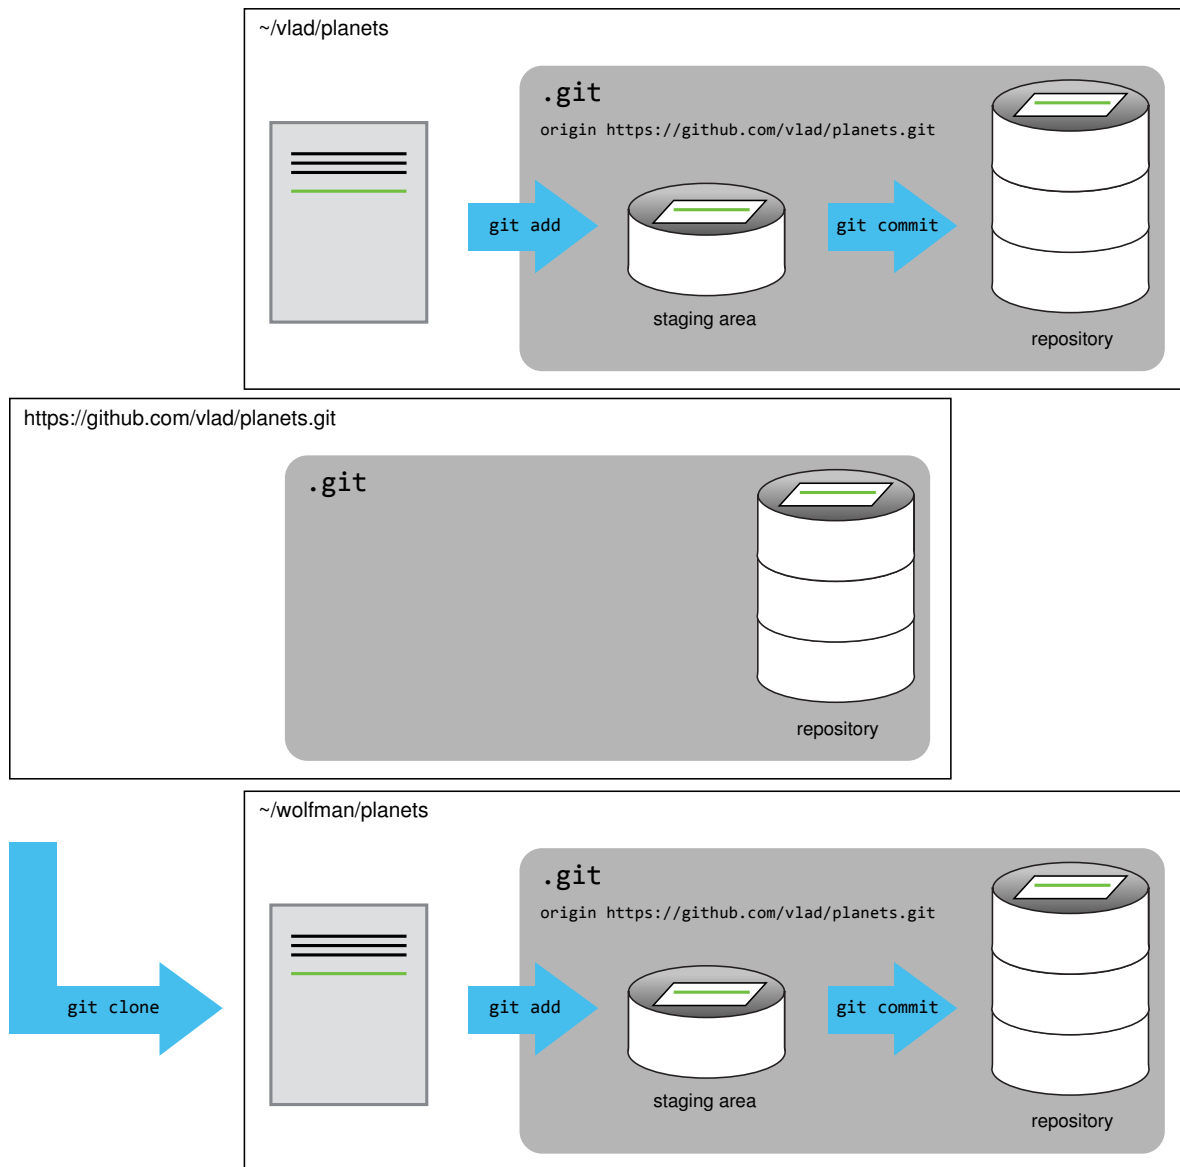 ~/vlad/planets
.git
origin https://github.com/vlad/planets.git
git add
git commit
staging area
repository
https://github.com/vlad/planets.git
.git
repository
~/wolfman/planets
.git
origin https://github.com/vlad/planets.git
git clone
git add
git commit
staging area
repository